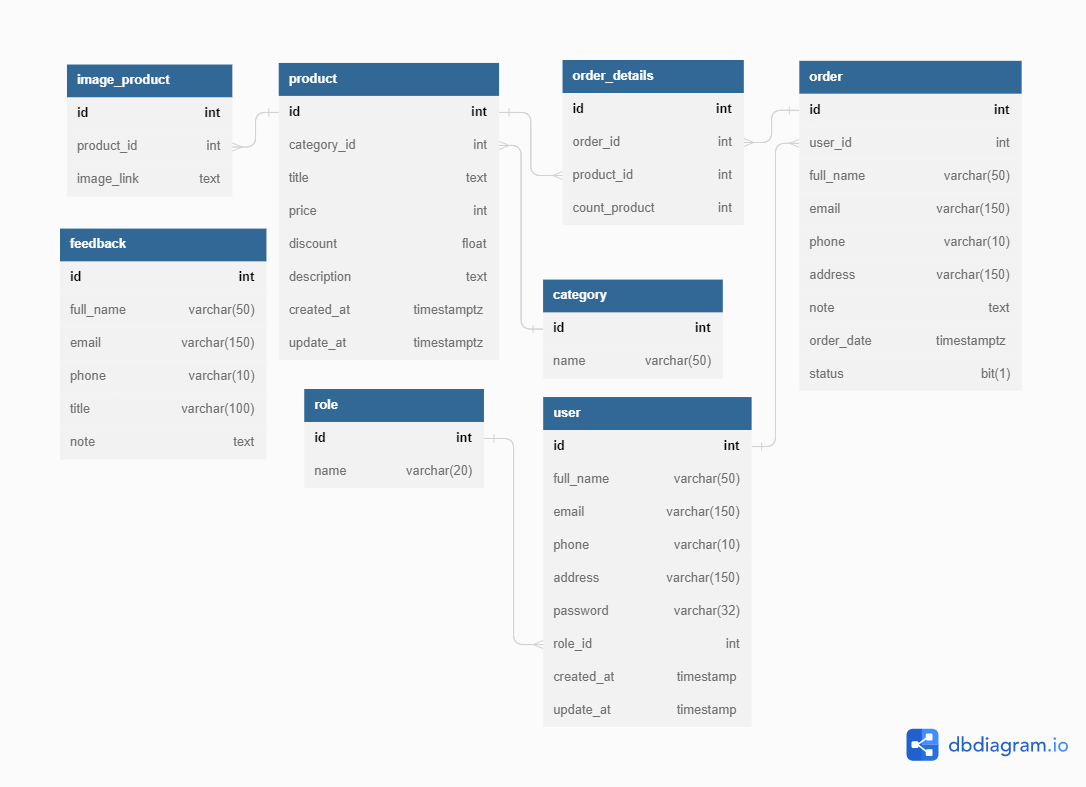 image_product
id int
product_id int
image_link text
product
id int
category_id int
title text
price int
discount float
description text
created_at timestamptz
update_at timestamptz
order_details
id int
order_id int
product_id int
count_product int
order
id int
user_id int
full_name varchar(50)
email varchar(150)
phone varchar(10)
address varchar(150)
note text
order_date timestamptz
status bit(1)
feedback
id int
full_name varchar(50)
email varchar(150)
phone varchar(10)
title varchar(100)
note text
category
id int
name varchar(50)
role
id int
name varchar(20)
user
id int
full_name varchar(50)
email varchar(150)
phone varchar(10)
address varchar(150)
password varchar(32)
role_id int
created_at timestamp
update_at timestamp
dbdiagram.io